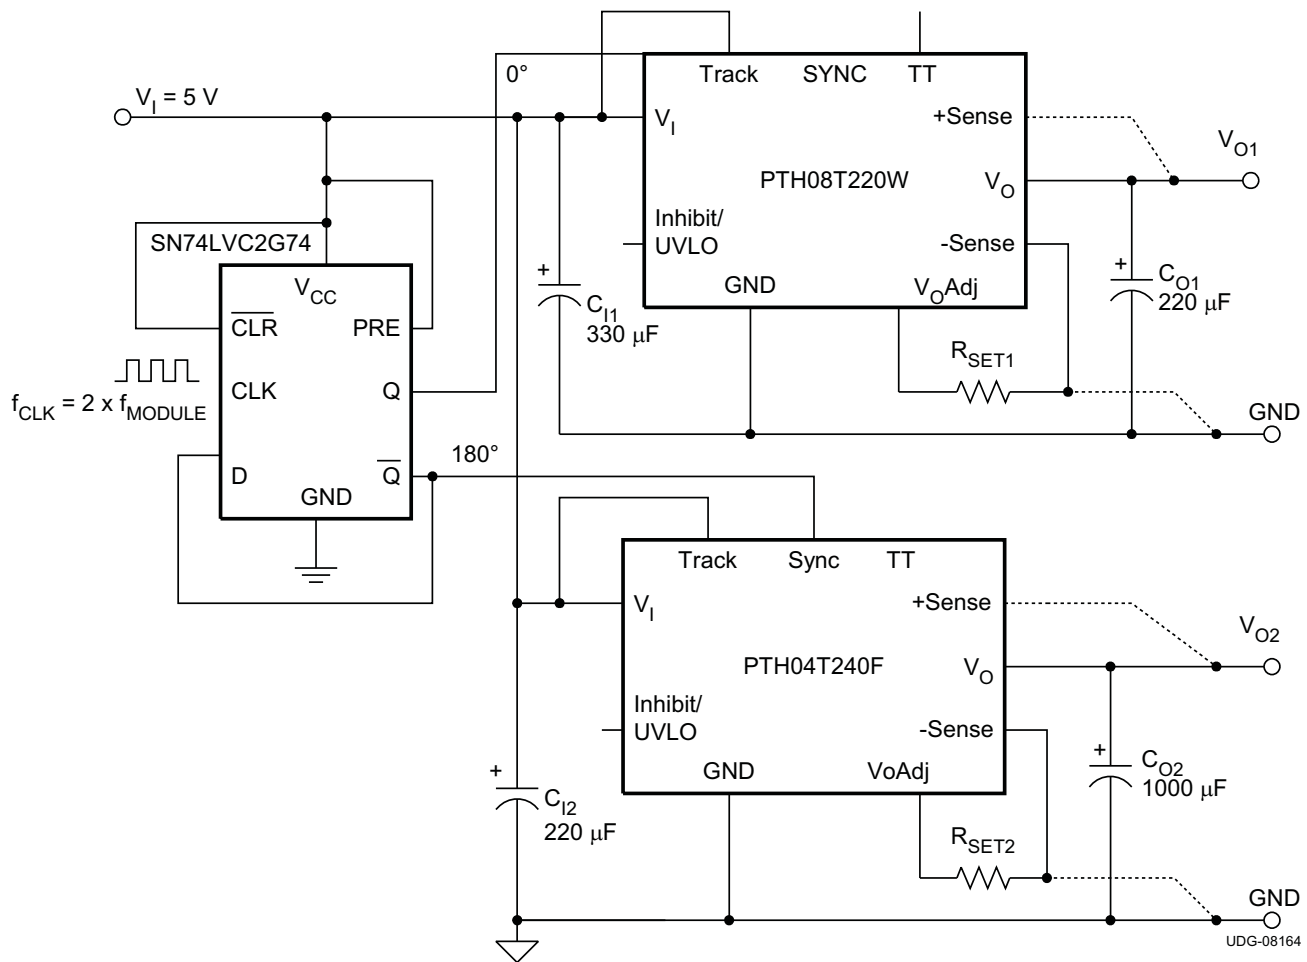 Track SYNC TT
0°
V_I = 5 V
V_I
+Sense
V_O1
PTH08T220W
V_O
Inhibit/
UVLO
-Sense
SN74LVC2G74
V_CC
GND
V_OAdj
+
C_I1
330 µF
+
C_O1
220 µF
CLR
PRE
R_SET1
CLK
Q
f_CLK = 2 x f_MODULE
GND
180°
D
Q
GND
Track Sync TT
V_I
+Sense
V_O2
PTH04T240F
V_O
Inhibit/
UVLO
-Sense
GND
VoAdj
+
C_I2
220 µF
+
C_O2
1000 µF
R_SET2
GND
UDG-08164